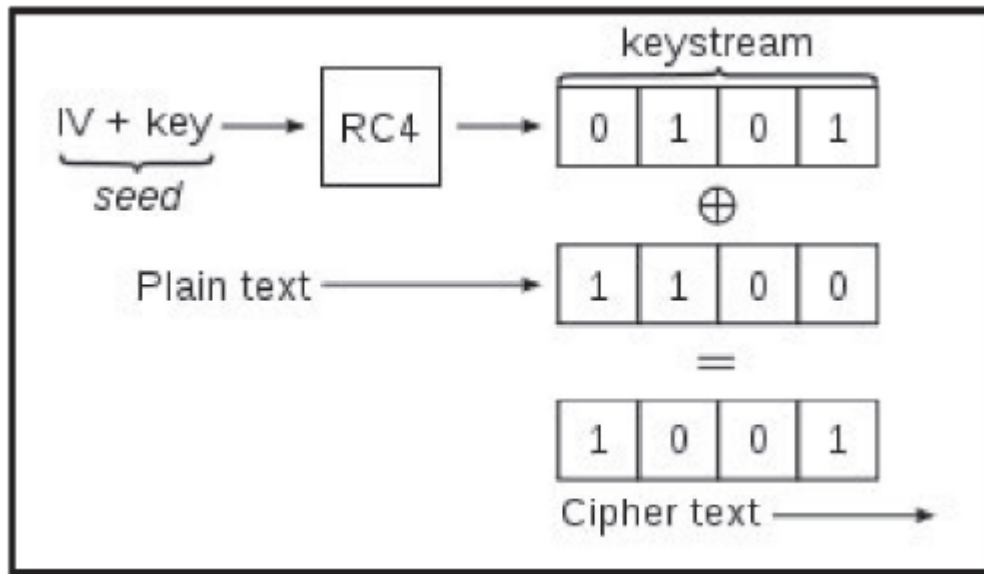 keystream
IV + key
RC4
0 1 0 1
seed
⊕
Plain text
1 1 0 0
=
1 0 0 1
Cipher text